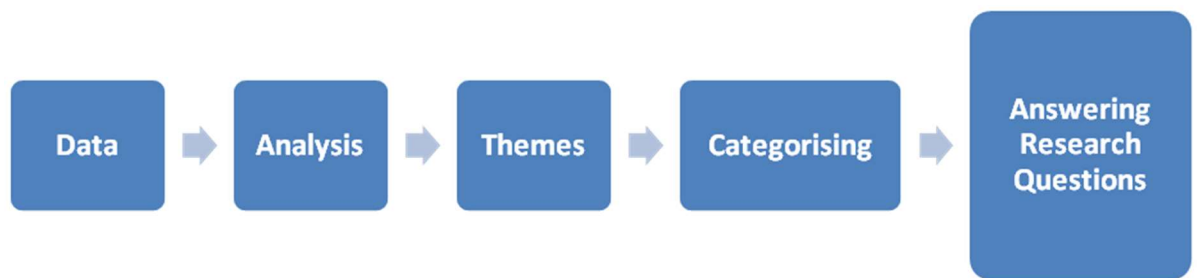 Data
Analysis
Themes
Categorising
Answering
Research
Questions